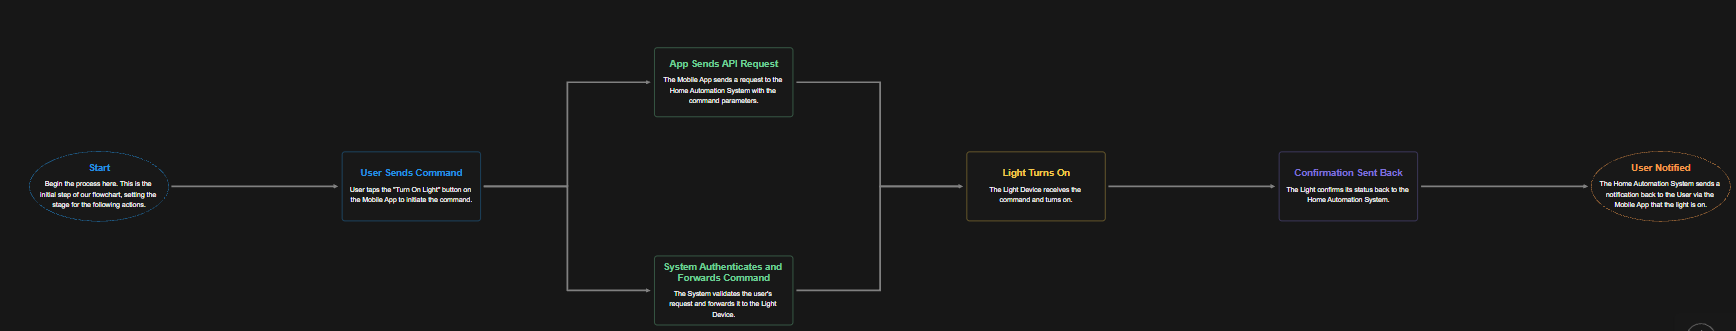 Start
Begin the process here. This is the
initial step of our flowchart, setting the
stage for the following actions.
User Sends Command
User taps the "Turn On Light" button on
the Mobile App to initiate the command.
App Sends API Request
The Mobile App sends a request to the
Home Automation System with the
command parameters.
System Authenticates and
Forwards Command
The System validates the user's
request and forwards it to the Light
Device.
Light Turns On
The Light Device receives the
command and turns on.
Confirmation Sent Back
The Light confirms its status back to the
Home Automation System.
User Notified
The Home Automation System sends a
notification back to the User via the
Mobile App that the light is on.